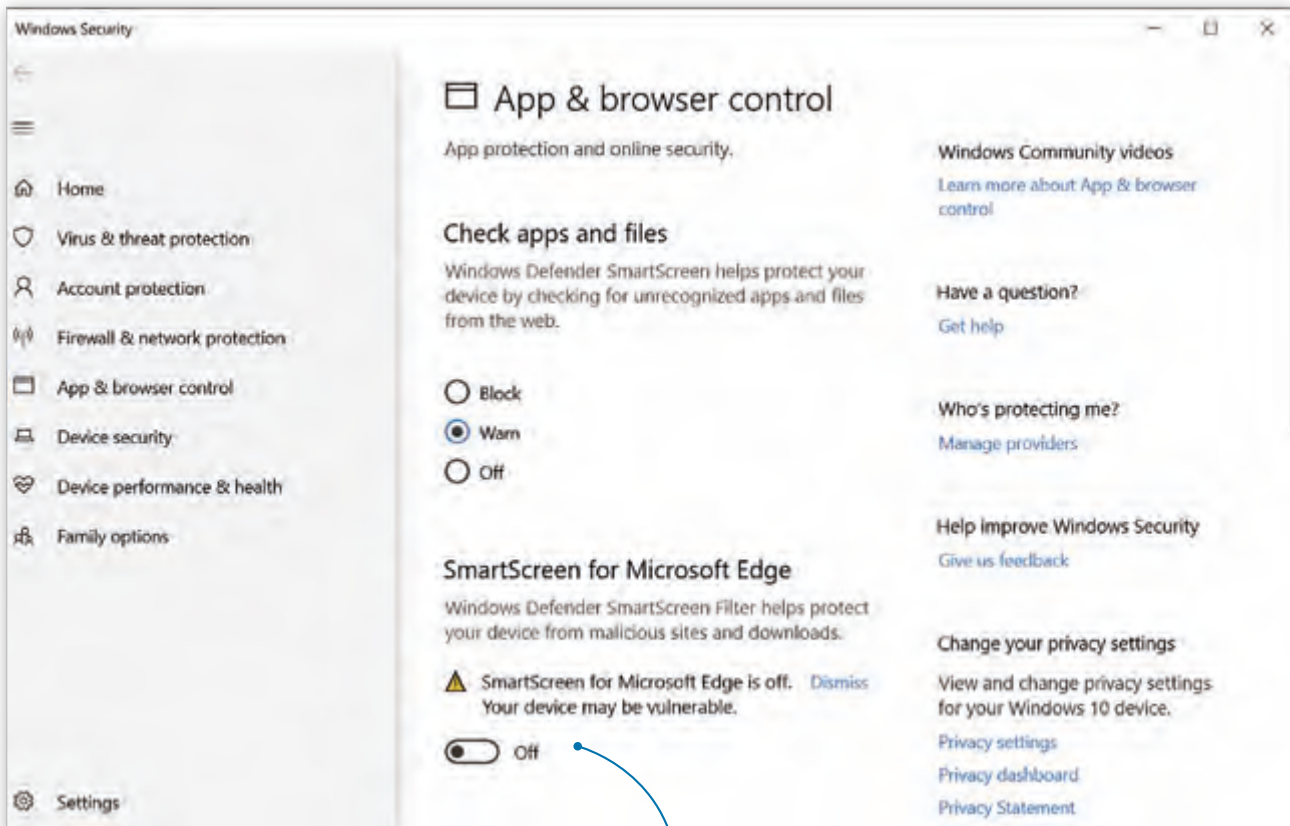 Windows Security
Home
Virus & threat protection
Account protection
Firewall & network protection
App & browser control
Device security
Device performance & health
Family options
Settings
App & browser control
App protection and online security.
Check apps and files
Windows Defender SmartScreen helps protect your
device by checking for unrecognized apps and files
from the web.
Block
Warn
Off
SmartScreen for Microsoft Edge
Windows Defender SmartScreen Filter helps protect
your device from malicious sites and downloads.
SmartScreen for Microsoft Edge is off. Dismiss
Your device may be vulnerable.
Off
Windows Community videos
Learn more about App & browser
control
Have a question?
Get help
Who's protecting me?
Manage providers
Help improve Windows Security
Give us feedback
Change your privacy settings
View and change privacy settings
for your Windows 10 device.
Privacy settings
Privacy dashboard
Privacy Statement